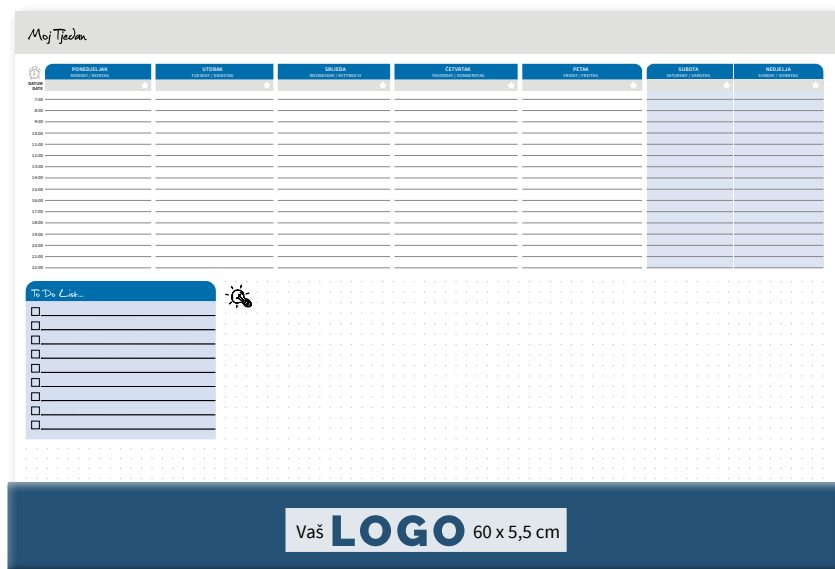 Moj Tjedan
PONEDJELJAK UTORAK SRIJEDA ČETVRTAK PETAK SUBOTA NEDJELJA
MONDAY / MONTAG TUESDAY / DIENSTAG WEDNESDAY / MITTWOCH THURSDAY / DONNERSTAG FRIDAY / FREITAG SATURDAY / SAMSTAG SUNDAY / SONNTAG
DATUM
DATE
7:00
8:00
9:00
10:00
11:00
12:00
13:00
14:00
15:00
16:00
17:00
18:00
19:00
20:00
21:00
22:00
To Do List...
Vaš LOGO 60 x 5,5 cm